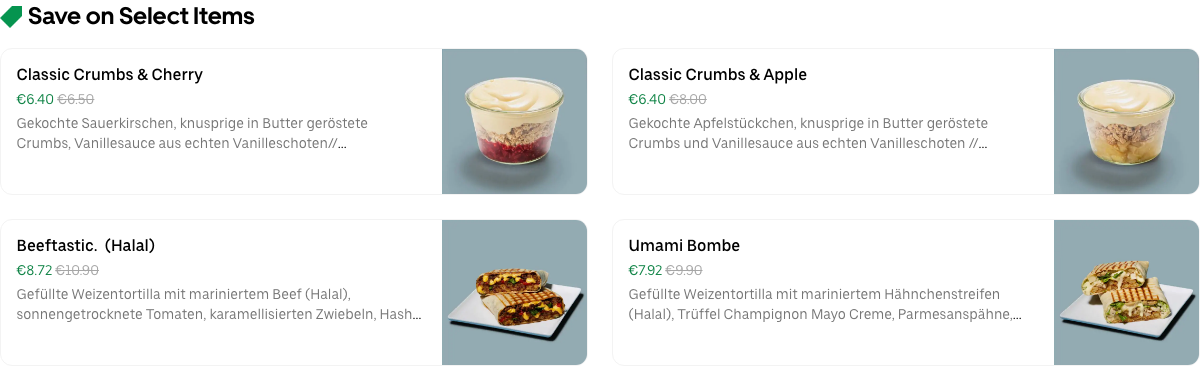 Save on Select Items
Classic Crumbs & Cherry
€6.40 €6.50
Gekochte Sauerkirschen, knusprige in Butter geröstete
Crumbs, Vanillesauce aus echten Vanilleschoten//...
Classic Crumbs & Apple
€6.40 €8.00
Gekochte Apfelstückchen, knusprige in Butter geröstete
Crumbs und Vanillesauce aus echten Vanilleschoten //...
Beeftastic. (Halal)
€8.72 €10.90
Gefüllte Weizentortilla mit mariniertem Beef (Halal),
sonnengetrocknete Tomaten, karamellisierten Zwiebeln, Hash...
Umami Bombe
€7.92 €9.90
Gefüllte Weizentortilla mit mariniertem Hähnchenstreifen
(Halal), Trüffel Champignon Mayo Creme, Parmesanspähne,...